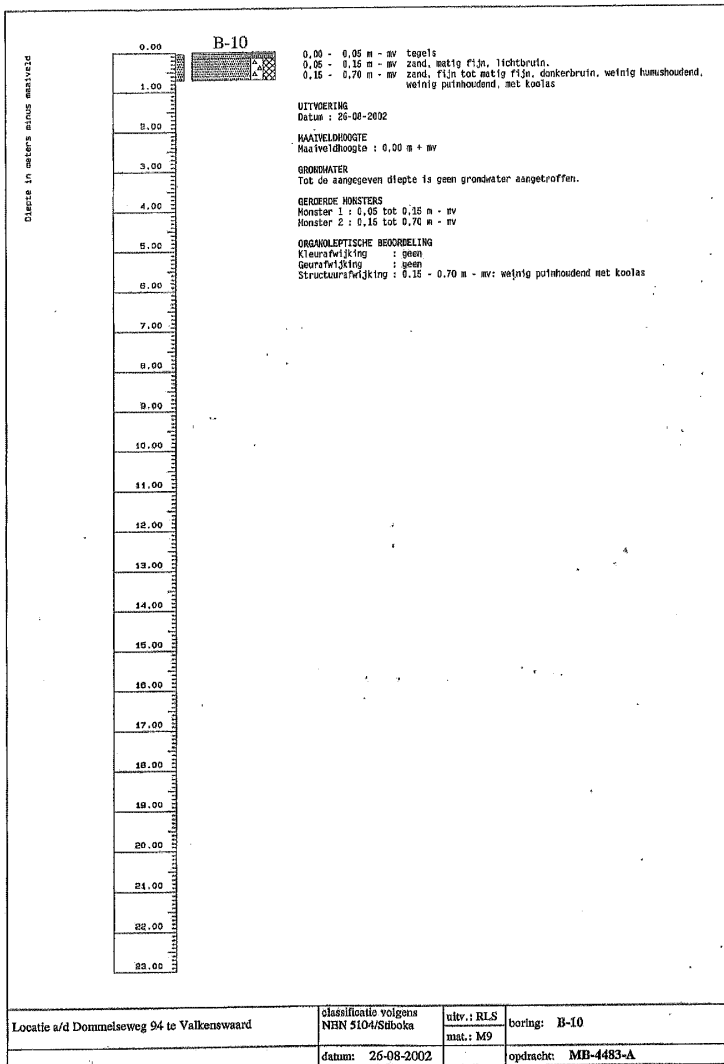 B-10
0,00 - 0,05 m - mv tegels
0,05 - 0,15 m - mv zand, matig fijn, lichtbruin.
0,15 - 0,70 m - mv zand, fijn tot matig fijn, donkerbruin, weinig humushoudend,
weinig puinhoudend, met koolas
UITVOERING
Datum : 26-08-2002
MAAIVELDHOOGTE
Maaiveldhoogte : 0,00 m + mv
GRONDWATER
Tot de aangegeven diepte is geen grondwater aangetroffen.
GEROERDE MONSTERS
Monster 1 : 0,05 tot 0,15 m - mv
Monster 2 : 0,15 tot 0,70 m - mv
ORGANOLEPTISCHE BEOORDELING
Kleurafwijking : geen
Geurafwijking : geen
Structuurafwijking : 0.15 - 0.70 m - mv: weinig puinhoudend met koolas
Diepte in meters minus maaiveld
0.00
1.00
2.00
3.00
4.00
5.00
6.00
7.00
8.00
9.00
10.00
11.00
12.00
13.00
14.00
15.00
16.00
17.00
18.00
19.00
20.00
21.00
22.00
23.00
Locatie a/d Dommelseweg 94 te Valkenswaard
classificatie volgens
NBN 5104/Stiboka
uitv.: RLS
mat.: M9
boring: B-10
datum: 26-08-2002
opdracht: MB-4483-A